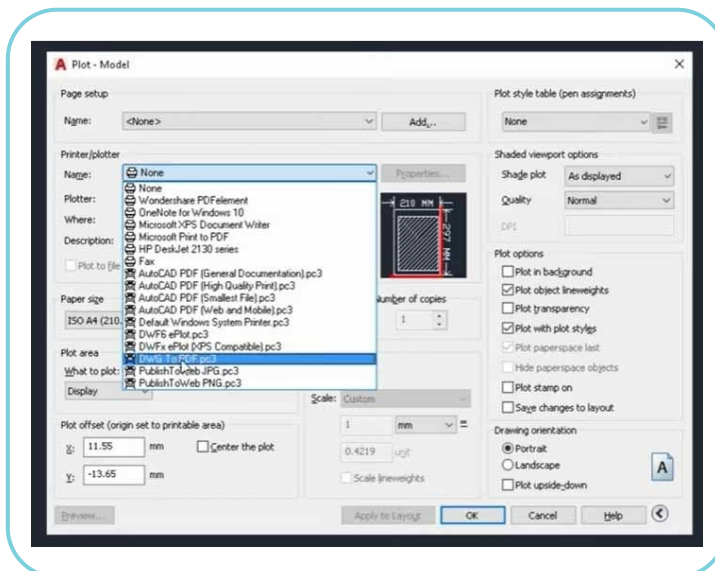 Plot - Model
Page setup
Name: <None> Add...
Plot style table (pen assignments)
None
Printer/plotter
Name: None Properties...
Plotter:
Where:
Description:
Plot to file
None
Wondershare PDFelement
OneNote for Windows 10
Microsoft XPS Document Writer
Microsoft Print to PDF
HP DeskJet 2130 series
Fax
AutoCAD PDF (General Documentation).pc3
AutoCAD PDF (High Quality Print).pc3
AutoCAD PDF (Smallest File).pc3
AutoCAD PDF (Web and Mobile).pc3
Default Windows System Printer.pc3
DWF6 ePlot.pc3
DWFx ePlot (XPS Compatible).pc3
DWG To PDF.pc3
PublishToWeb JPG.pc3
PublishToWeb PNG.pc3
210 MM
297 MM
Shaded viewport options
Shade plot As displayed
Quality Normal
DPI
Paper size
ISO A4 (210.
Number of copies
1
Plot area
What to plot:
Display
Scale: Custom
1 mm =
0.4219 unit
Scale lineweights
Plot offset (origin set to printable area)
X: 11.55 mm Center the plot
Y: -13.65 mm
Plot options
Plot in background
Plot object lineweights
Plot transparency
Plot with plot styles
Plot paperspace last
Hide paperspace objects
Plot stamp on
Save changes to layout
Drawing orientation
Portrait
Landscape
Plot upside-down
A
Preview... Apply to Layout OK Cancel Help